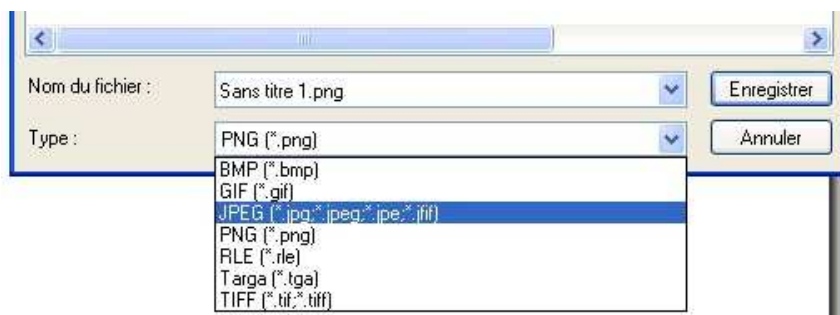 Nom du fichier :
Sans titre 1.png
Enregistrer
Type :
PNG (*.png)
Annuler
BMP (*.bmp)
GIF (*.gif)
JPEG (*.jpg;*.jpeg;*.jpe;*.jfif)
PNG (*.png)
RLE (*.rle)
Targa (*.tga)
TIFF (*.tif;*.tiff)